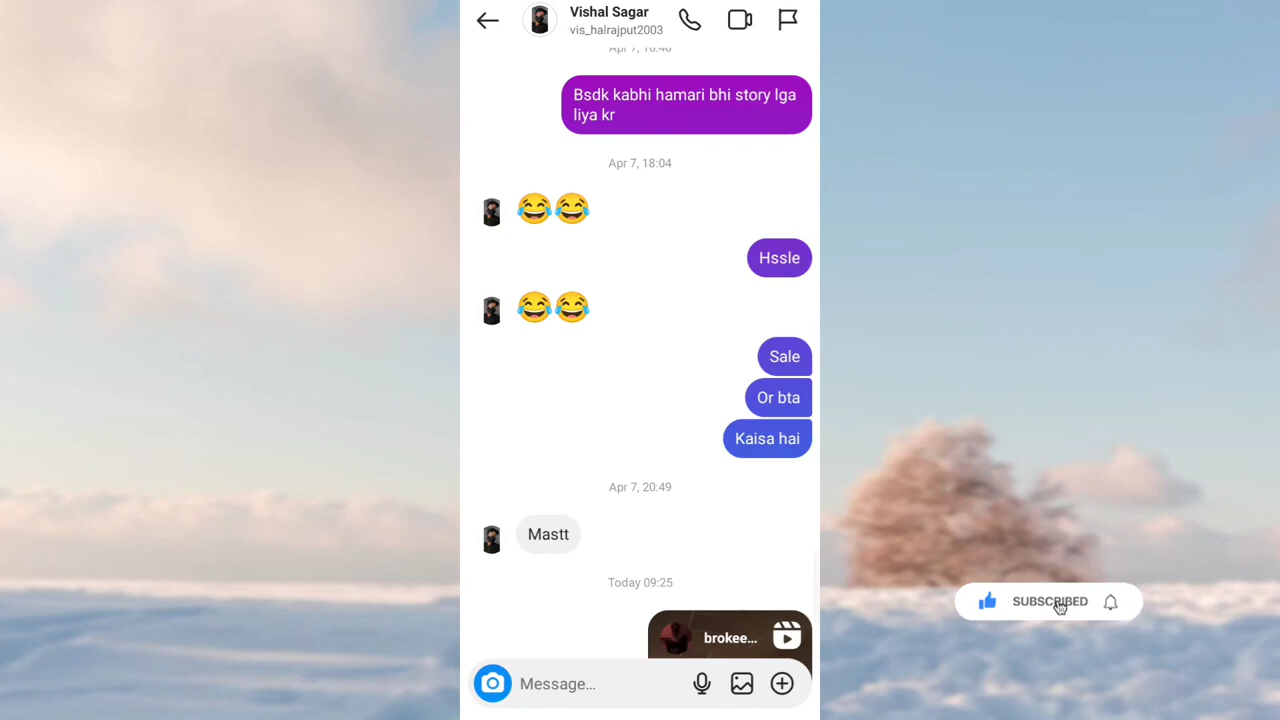 Vishal Sagar
vis_halrajput2003
Apr 7, 16:40
Bsdk kabhi hamari bhi story lga
liya kr
Apr 7, 18:04
😂😂
Hssle
😂😂
Sale
Or bta
Kaisa hai
Apr 7, 20:49
Mastt
Today 09:25
brokee...
SUBSCRIBED
Message...